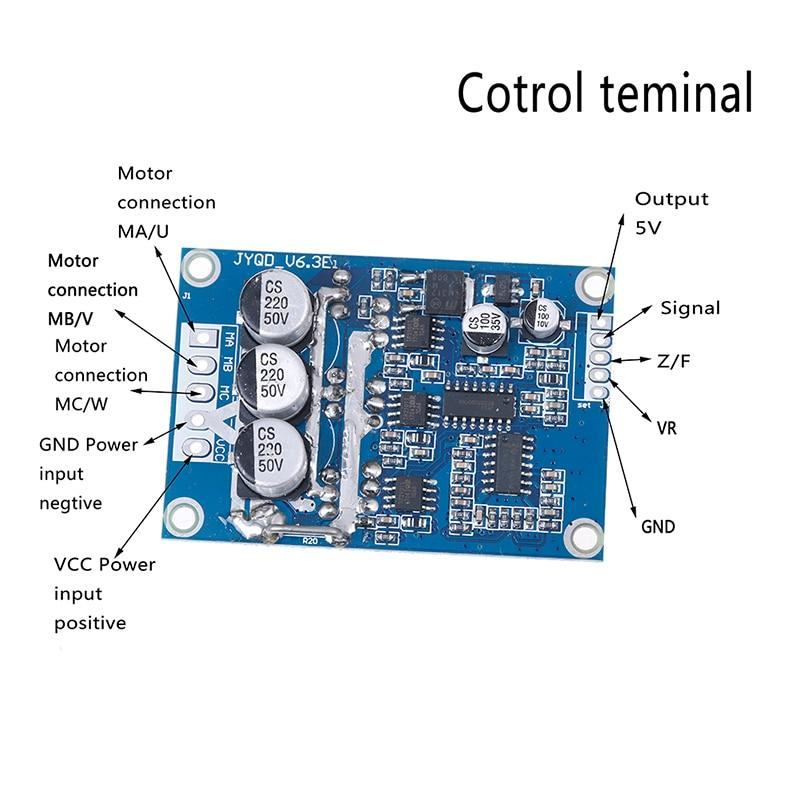 Cotrol teminal
Motor
connection
MA/U
Output
5V
Motor
connection
MB/V
Signal
Motor
connection
MC/W
Z/F
VR
GND Power
input
negtive
GND
VCC Power
input
positive
JYQD_V6.3E1
J1
MA
MB
MC
VCC
CS
220
50V
CS
220
50V
CS
220
50V
CS
100
35V
CS
100
10V
set
R20